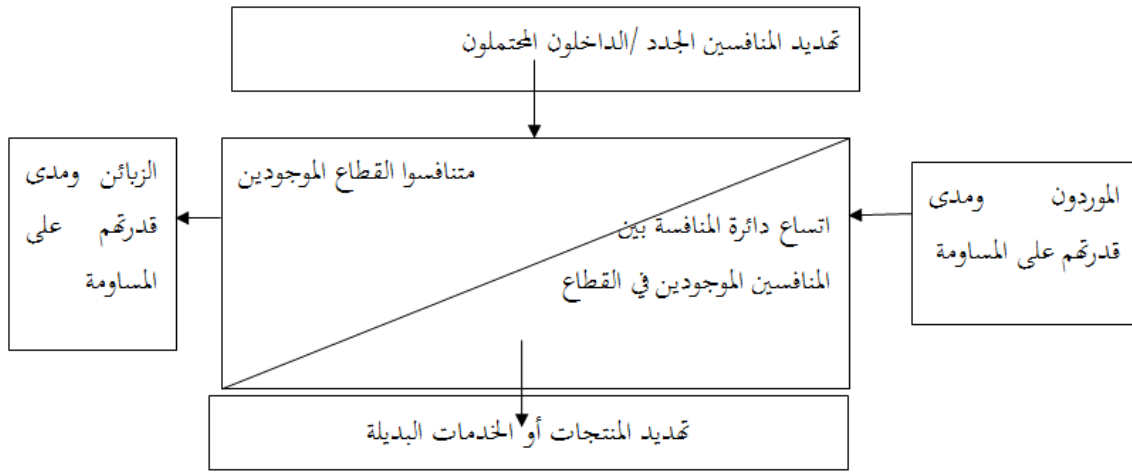 تهديد المنافسين الجدد /الداخلون المحتملون
الموردون ومدى
قدرتهم على المساومة
متنافسوا القطاع الموجودين
اتساع دائرة المنافسة بين
المنافسين الموجودين في القطاع
الزبائن ومدى
قدرتهم على
المساومة
تهديد المنتجات أو الخدمات البديلة